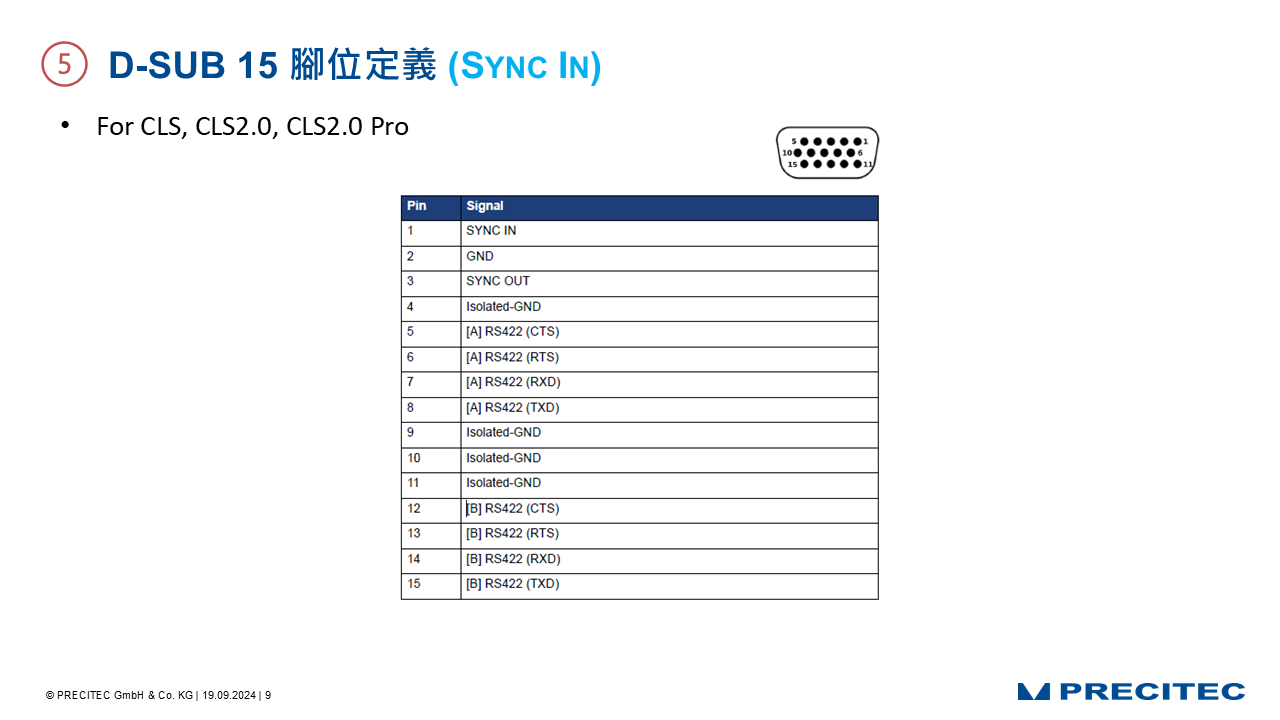 5 D-SUB 15 腳位定義 (SYNC IN)
• For CLS, CLS2.0, CLS2.0 Pro
5 1
10 6
15 11
Pin Signal
1 SYNC IN
2 GND
3 SYNC OUT
4 Isolated-GND
5 [A] RS422 (CTS)
6 [A] RS422 (RTS)
7 [A] RS422 (RXD)
8 [A] RS422 (TXD)
9 Isolated-GND
10 Isolated-GND
11 Isolated-GND
12 [B] RS422 (CTS)
13 [B] RS422 (RTS)
14 [B] RS422 (RXD)
15 [B] RS422 (TXD)
© PRECITEC GmbH & Co. KG | 19.09.2024 | 9
PRECITEC